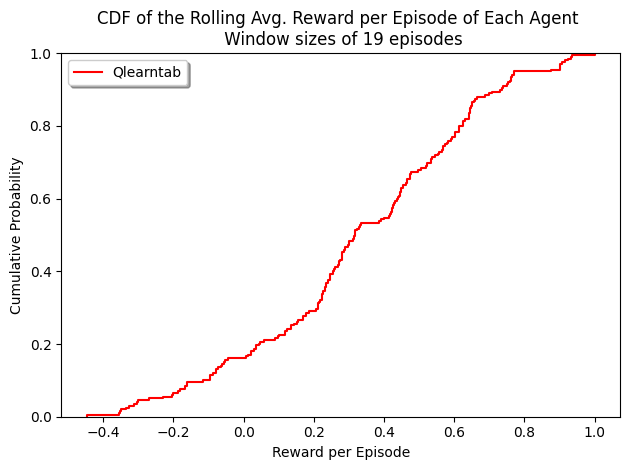 CDF of the Rolling Avg. Reward per Episode of Each Agent
Window sizes of 19 episodes
Qlearntab
1.0
0.8
0.6
0.4
0.2
0.0
Cumulative Probability
−0.4 −0.2 0.0 0.2 0.4 0.6 0.8 1.0
Reward per Episode